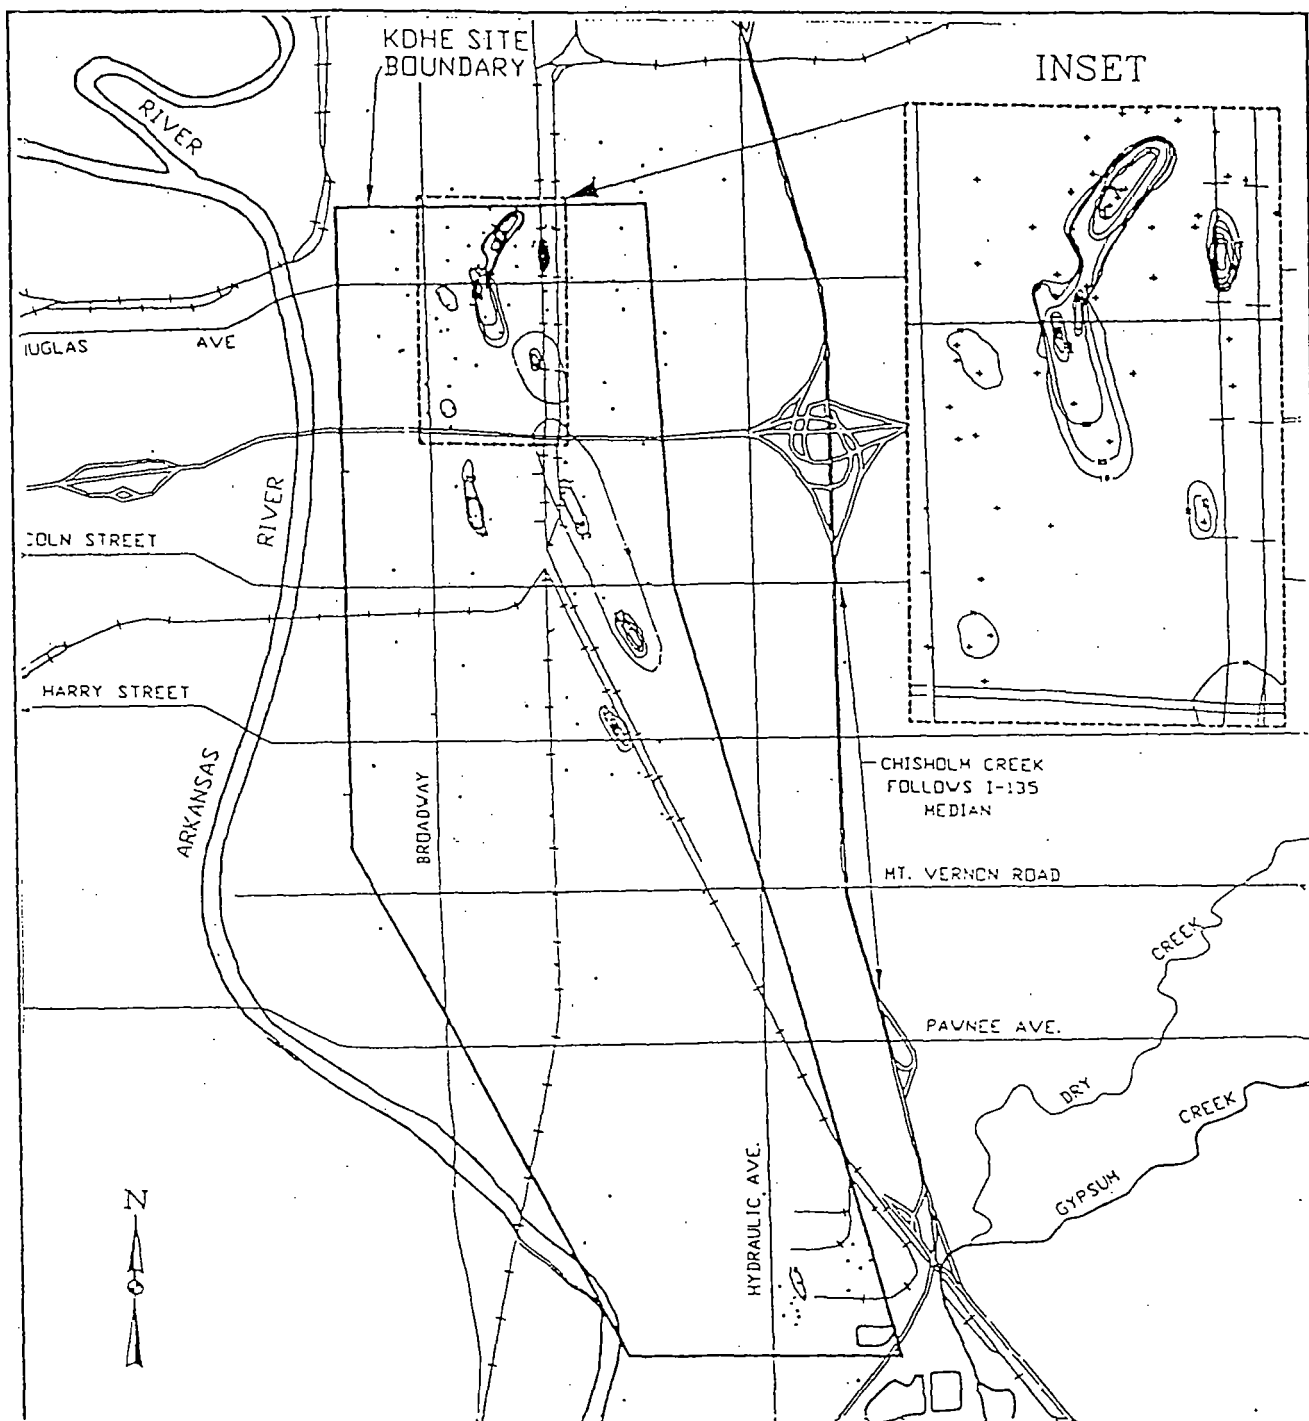 KDHE SITE
BOUNDARY
INSET
RIVER
UGLAS AVE
RIVER
COLN STREET
HARRY STREET
ARKANSAS
BROADWAY
CHISHOLM CREEK
FOLLOWS I-135
MEDIAN
MT. VERNON ROAD
CREEK
PAWNEE AVE.
DRY
CREEK
GYPSUM
HYDRAULIC AVE.
N